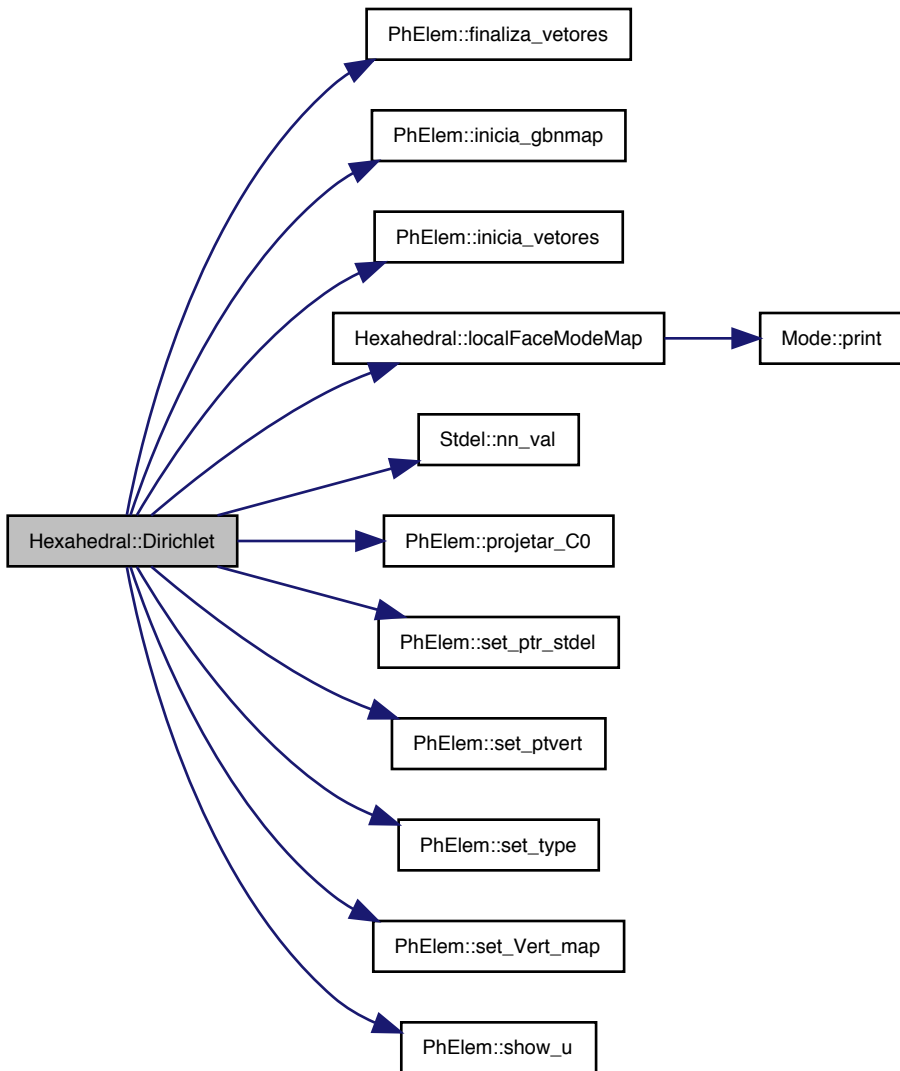 PhElem::finaliza_vetores
PhElem::inicia_gbnmap
PhElem::inicia_vetores
Hexahedral::localFaceModeMap
Mode::print
Stdel::nn_val
Hexahedral::Dirichlet
PhElem::projetar_C0
PhElem::set_ptr_stdel
PhElem::set_ptvert
PhElem::set_type
PhElem::set_Vert_map
PhElem::show_u